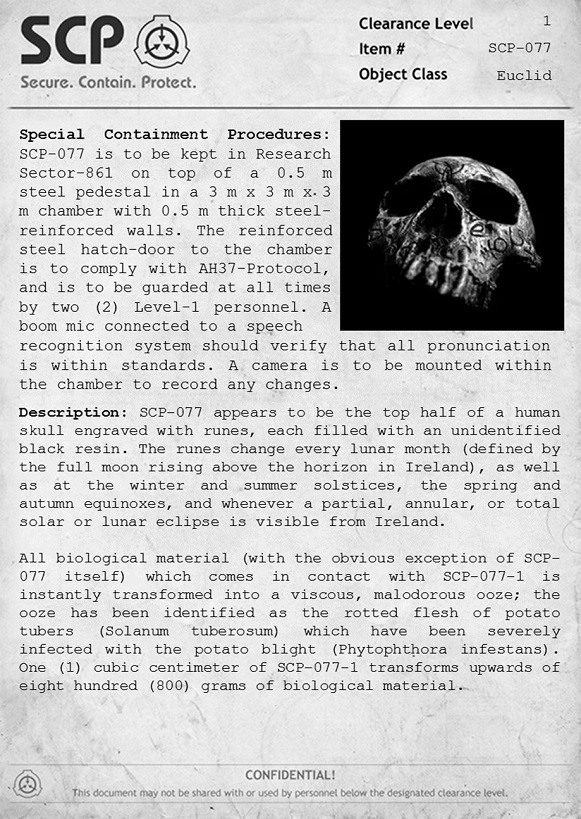 SCP
Secure. Contain. Protect.
Clearance Level 1
Item # SCP-077
Object Class Euclid
Special Containment Procedures:
SCP-077 is to be kept in Research
Sector-861 on top of a 0.5 m
steel pedestal in a 3 m x 3 m x 3
m chamber with 0.5 m thick steel-
reinforced walls. The reinforced
steel hatch-door to the chamber
is to comply with AH37-Protocol,
and is to be guarded at all times
by two (2) Level-1 personnel. A
boom mic connected to a speech
recognition system should verify that all pronunciation
is within standards. A camera is to be mounted within
the chamber to record any changes.
Description: SCP-077 appears to be the top half of a human
skull engraved with runes, each filled with an unidentified
black resin. The runes change every lunar month (defined by
the full moon rising above the horizon in Ireland), as well
as at the winter and summer solstices, the spring and
autumn equinoxes, and whenever a partial, annular, or total
solar or lunar eclipse is visible from Ireland.
All biological material (with the obvious exception of SCP-
077 itself) which comes in contact with SCP-077-1 is
instantly transformed into a viscous, malodorous ooze; the
ooze has been identified as the rotted flesh of potato
tubers (Solanum tuberosum) which have been severely
infected with the potato blight (Phytophthora infestans).
One (1) cubic centimeter of SCP-077-1 transforms upwards of
eight hundred (800) grams of biological material.
CONFIDENTIAL!
This document may not be shared with or used by personnel below the designated clearance level.